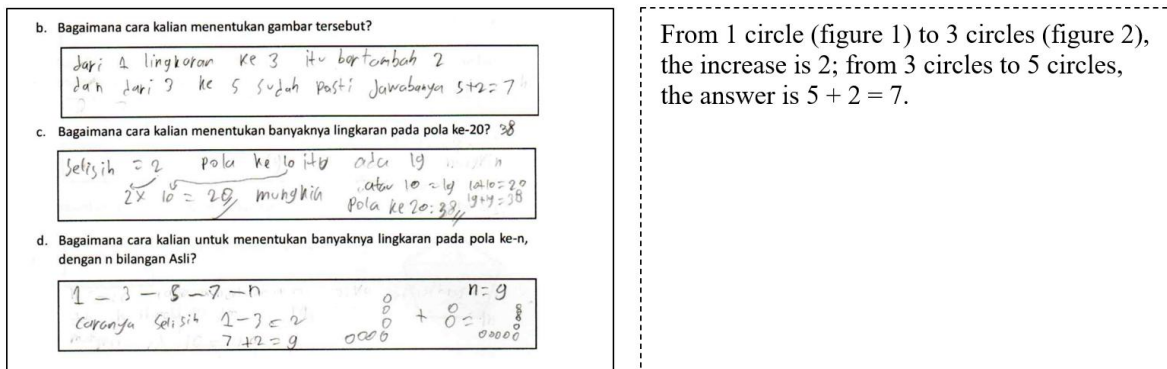 b. Bagaimana cara kalian menentukan gambar tersebut?
dari 1 lingkaran ke 3 itu bertambah 2
dan dari 3 ke 5 sudah pasti Jawabanya 5+2=7
c. Bagaimana cara kalian menentukan banyaknya lingkaran pada pola ke-20? 38
Selisih = 2 pola ke 10 itu ada 19
2x 10 = 20, mungkin atau 10 = 19 10+10=20
Pola ke 20: 38, 19+19=38
d. Bagaimana cara kalian untuk menentukan banyaknya lingkaran pada pola ke-n,
dengan n bilangan Asli?
1 – 3 – 5 – 7 – n n=9
Caranya Selisih 1-3=2
7+2=9
From 1 circle (figure 1) to 3 circles (figure 2),
the increase is 2; from 3 circles to 5 circles,
the answer is 5 + 2 = 7.